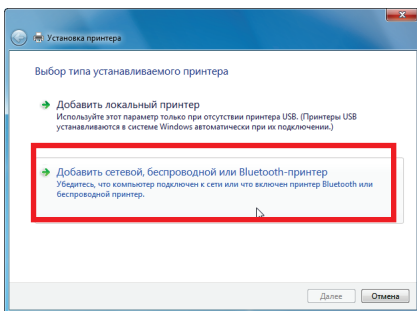 Установка принтера
Выбор типа устанавливаемого принтера
Добавить локальный принтер
Используйте этот параметр только при отсутствии принтера USB. (Принтеры USB
устанавливаются в системе Windows автоматически при их подключении.)
Добавить сетевой, беспроводной или Bluetooth-принтер
Убедитесь, что компьютер подключен к сети или что включен принтер Bluetooth или
беспроводной принтер.
Далее Отмена